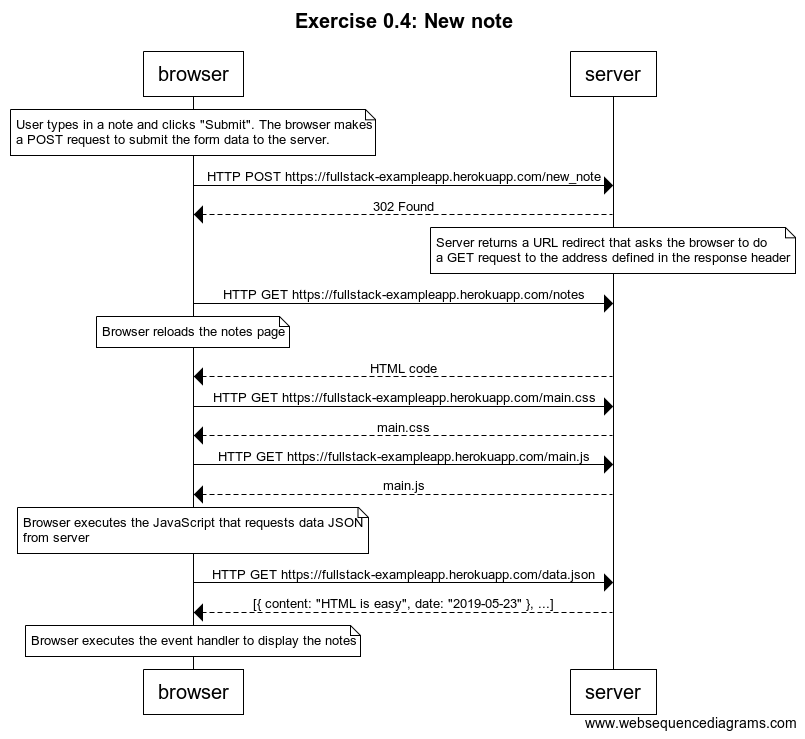 Exercise 0.4: New note
browser
server
User types in a note and clicks "Submit". The browser makes
a POST request to submit the form data to the server.
HTTP POST https://fullstack-exampleapp.herokuapp.com/new_note
302 Found
Server returns a URL redirect that asks the browser to do
a GET request to the address defined in the response header
HTTP GET https://fullstack-exampleapp.herokuapp.com/notes
Browser reloads the notes page
HTML code
HTTP GET https://fullstack-exampleapp.herokuapp.com/main.css
main.css
HTTP GET https://fullstack-exampleapp.herokuapp.com/main.js
main.js
Browser executes the JavaScript that requests data JSON
from server
HTTP GET https://fullstack-exampleapp.herokuapp.com/data.json
[{ content: "HTML is easy", date: "2019-05-23" }, ...]
Browser executes the event handler to display the notes
browser
server
www.websequencediagrams.com